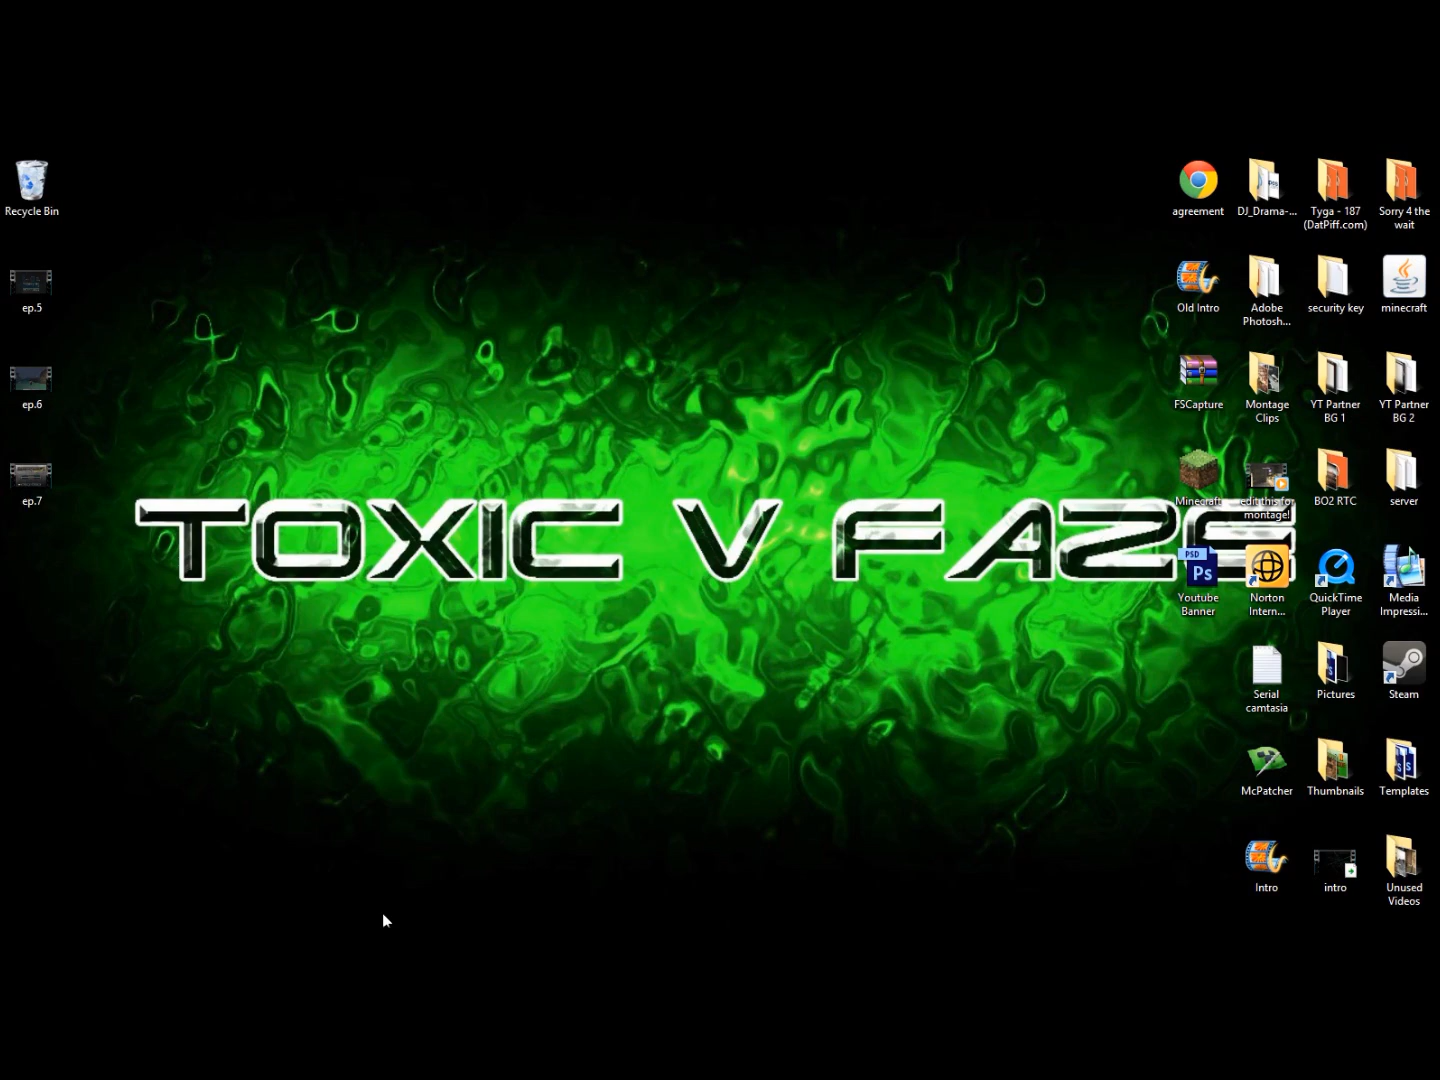 Recycle Bin
ep.5
ep.6
ep.7
TOXIC V FAZE
agreement
DJ_Drama-...
Tyga - 187
(DatPiff.com)
Sorry 4 the
wait
Old Intro
Adobe
Photosh...
security key
minecraft
FSCapture
Montage
Clips
YT Partner
BG 1
YT Partner
BG 2
Minecraft
edit this for
montage!
BO2 RTC
server
PSD
Ps
Youtube
Banner
Norton
Intern...
QuickTime
Player
Media
Impressi...
Serial
camtasia
Pictures
Steam
McPatcher
Thumbnails
Templates
Intro
intro
Unused
Videos